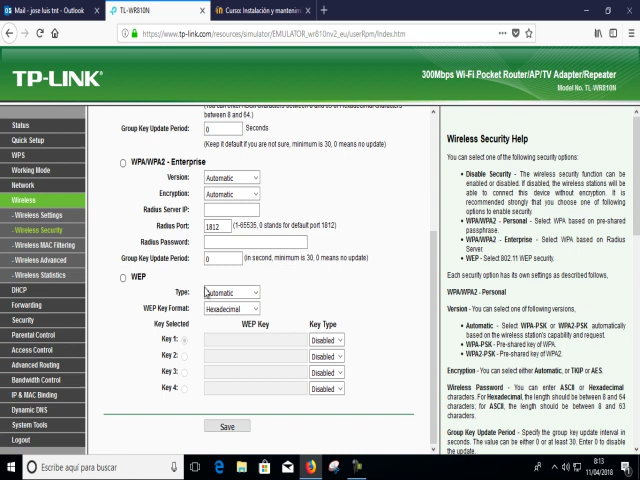 Mail - jose luis tnt - Outlook
TL-WR810N
Curso: Instalación y mantenim
https://www.tp-link.com/resources/simulator/EMULATOR_wr810nv2_eu/userRpm/Index.htm
TP-LINK
300Mbps Wi-Fi Pocket Router/AP/TV Adapter/Repeater
Model No. TL-WR810N
Status
Quick Setup
WPS
Working Mode
Network
Wireless
- Wireless Settings
- Wireless Security
- Wireless MAC Filtering
- Wireless Advanced
- Wireless Statistics
DHCP
Forwarding
Security
Parental Control
Access Control
Advanced Routing
Bandwidth Control
IP & MAC Binding
Dynamic DNS
System Tools
Logout
(You can enter ASCII characters between 8 and 63 or Hexadecimal characters
between 8 and 64.)
Group Key Update Period: 0 Seconds
(Keep it default if you are not sure, minimum is 30, 0 means no update)
WPA/WPA2 - Enterprise
Version: Automatic
Encryption: Automatic
Radius Server IP:
Radius Port: 1812 (1-65535, 0 stands for default port 1812)
Radius Password:
Group Key Update Period: 0 (in second, minimum is 30, 0 means no update)
WEP
Type: Automatic
WEP Key Format: Hexadecimal
Key Selected WEP Key Key Type
Key 1: Disabled
Key 2: Disabled
Key 3: Disabled
Key 4: Disabled
Save
Wireless Security Help
You can select one of the following security options:
Disable Security - The wireless security function can be
enabled or disabled. If disabled, the wireless stations will be
able to connect this device without encryption. It is
recommended strongly that you choose one of following
options to enable security.
WPA/WPA2 - Personal - Select WPA based on pre-shared
passphrase.
WPA/WPA2 - Enterprise - Select WPA based on Radius
Server.
WEP - Select 802.11 WEP security.
Each security option has its own settings as described follows,
WPA/WPA2 - Personal
Version - You can select one of following versions,
Automatic - Select WPA-PSK or WPA2-PSK automatically
based on the wireless station's capability and request.
WPA-PSK - Pre-shared key of WPA.
WPA2-PSK - Pre-shared key of WPA2.
Encryption - You can select either Automatic, or TKIP or AES.
Wireless Password - You can enter ASCII or Hexadecimal
characters. For Hexadecimal, the length should be between 8 and 64
characters; for ASCII, the length should be between 8 and 63
characters.
Group Key Update Period - Specify the group key update interval in
seconds. The value can be either 0 or at least 30. Enter 0 to disable
the update.
Escribe aquí para buscar
8:13
11/04/2018